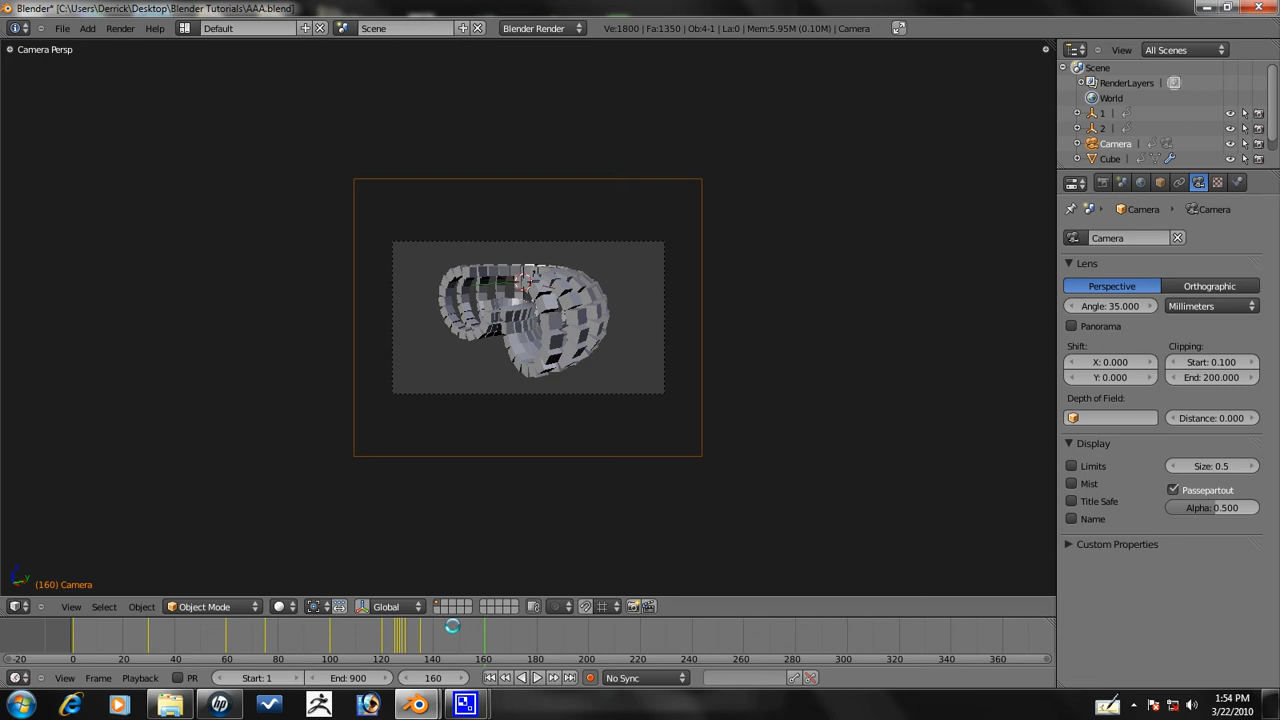 Blender* [C:\Users\Derrick\Desktop\Blender Tutorials\AAA.blend]
File Add Render Help Default Scene Blender Render Ve:1800 | Fa:1350 | Ob:4-1 | La:0 | Mem:5.95M (0.10M) | Camera
Camera Persp
View All Scenes
Scene
RenderLayers
World
1
2
Camera
Cube
Camera Camera
Camera
Lens
Perspective Orthographic
Angle: 35.000 Millimeters
Panorama
Shift: Clipping:
X: 0.000 Start: 0.100
Y: 0.000 End: 200.000
Depth of Field:
Distance: 0.000
Display
Limits Size: 0.5
Mist Passepartout
Title Safe Alpha: 0.500
Name
Custom Properties
(160) Camera
View Select Object Object Mode Global
-20 0 20 40 60 80 100 120 140 160 180 200 220 240 260 280 300 320 340 360
View Frame Playback PR Start: 1 End: 900 160 No Sync
1:54 PM
3/22/2010